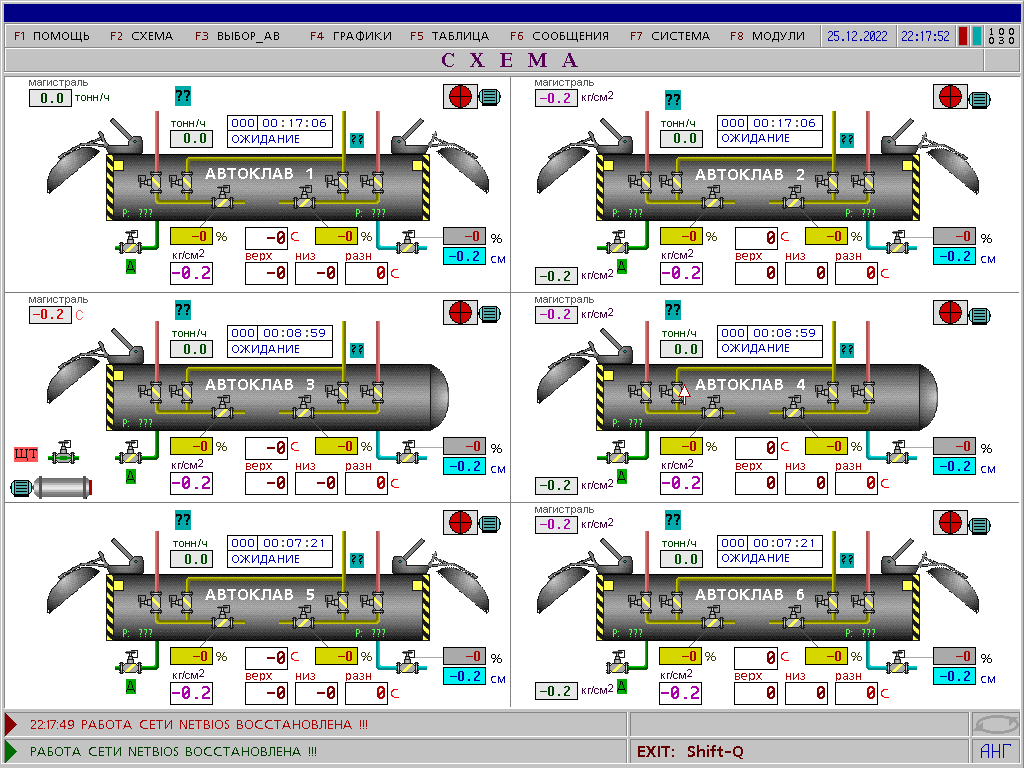 F1 ПОМОЩЬ F2 СХЕМА F3 ВЫБОР_АВ F4 ГРАФИКИ F5 ТАБЛИЦА F6 СООБЩЕНИЯ F7 СИСТЕМА F8 МОДУЛИ 25.12.2022 22:17:52 100 030
С Х Е М А
магистраль
0.0 тонн/ч
??
тонн/ч
0.0
000 00:17:06
ОЖИДАНИЕ
??
АВТОКЛАВ 1
P: ??? P: ???
-0 % -0 С -0 % -0 %
Д
кг/см2 верх низ разн -0.2 см
-0.2 -0 -0 0 С
магистраль
-0.2 кг/см2
??
тонн/ч
0.0
000 00:17:06
ОЖИДАНИЕ
??
АВТОКЛАВ 2
P: ??? P: ???
-0 % 0 С -0 % -0 %
Д
кг/см2 верх низ разн -0.2 см
-0.2 кг/см2 -0.2 0 0 0 С
магистраль
-0.2 С
??
тонн/ч
0.0
000 00:08:59
ОЖИДАНИЕ
??
АВТОКЛАВ 3
P: ???
-0 % -0 С -0 % -0 %
ШТ
Д
кг/см2 верх низ разн -0.2 см
-0.2 -0 -0 0 С
магистраль
-0.2 кг/см2
??
тонн/ч
0.0
000 00:08:59
ОЖИДАНИЕ
??
АВТОКЛАВ 4
P: ???
-0 % 0 С -0 % -0 %
Д
кг/см2 верх низ разн -0.2 см
-0.2 кг/см2 -0.2 0 0 0 С
??
тонн/ч
0.0
000 00:07:21
ОЖИДАНИЕ
??
АВТОКЛАВ 5
P: ??? P: ???
-0 % -0 С -0 % -0 %
Д
кг/см2 верх низ разн -0.2 см
-0.2 -0 -0 0 С
магистраль
-0.2 кг/см2
??
тонн/ч
0.0
000 00:07:21
ОЖИДАНИЕ
??
АВТОКЛАВ 6
P: ??? P: ???
-0 % 0 С -0 % -0 %
Д
кг/см2 верх низ разн -0.2 см
-0.2 кг/см2 -0.2 0 0 0 С
22:17:49 РАБОТА СЕТИ NETBIOS ВОССТАНОВЛЕНА !!!
РАБОТА СЕТИ NETBIOS ВОССТАНОВЛЕНА !!!
EXIT: Shift-Q
АНГ